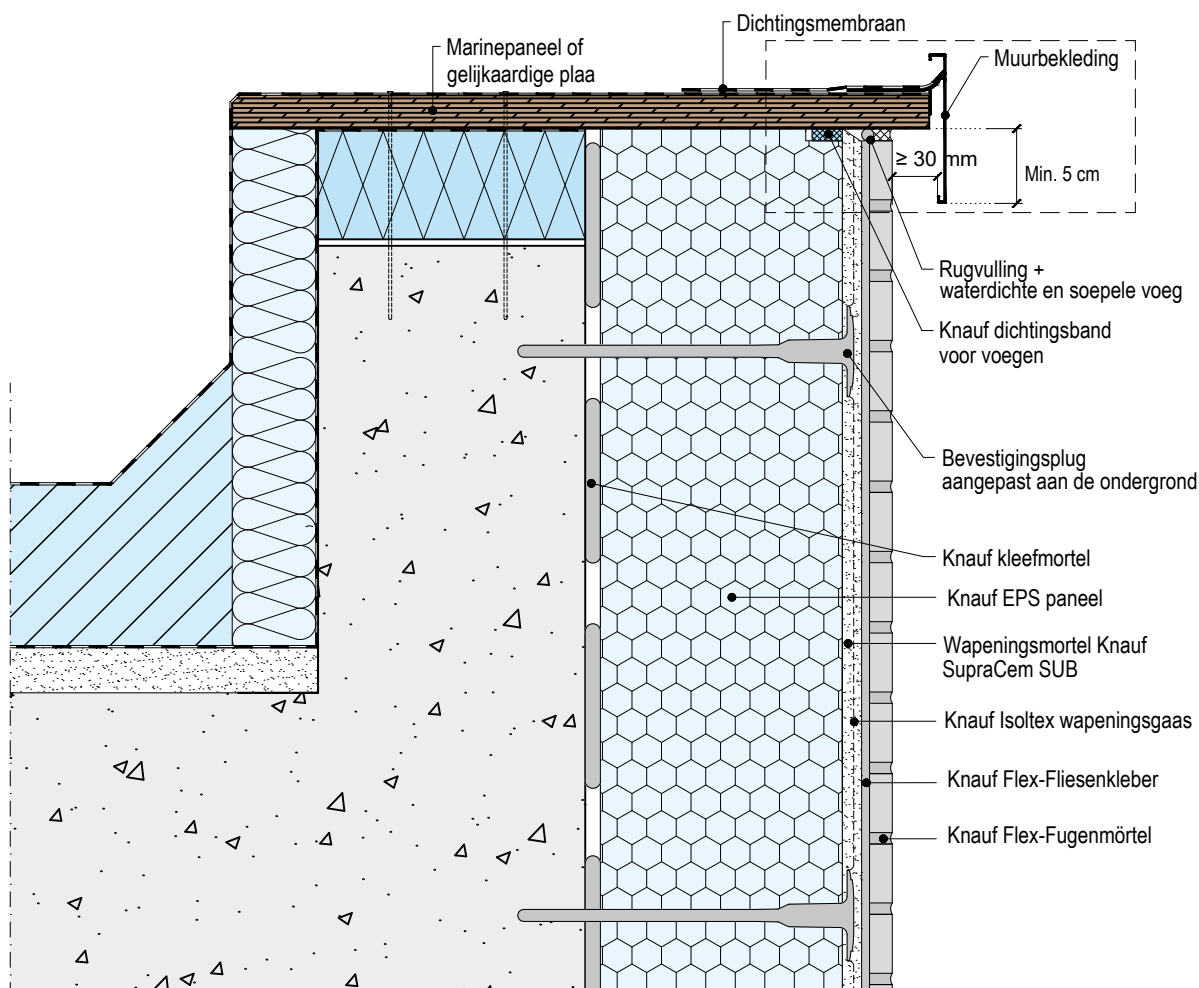 Dichtingsmembraan
Marinepaneel of
gelijkaardige plaa
Muurbekleding
≥ 30 mm
Min. 5 cm
Rugvulling +
waterdichte en soepele voeg
Knauf dichtingsband
voor voegen
Bevestigingsplug
aangepast aan de ondergrond
Knauf kleefmortel
Knauf EPS paneel
Wapeningsmortel Knauf
SupraCem SUB
Knauf Isoltex wapeningsgaas
Knauf Flex-Fliesenkleber
Knauf Flex-Fugenmörtel